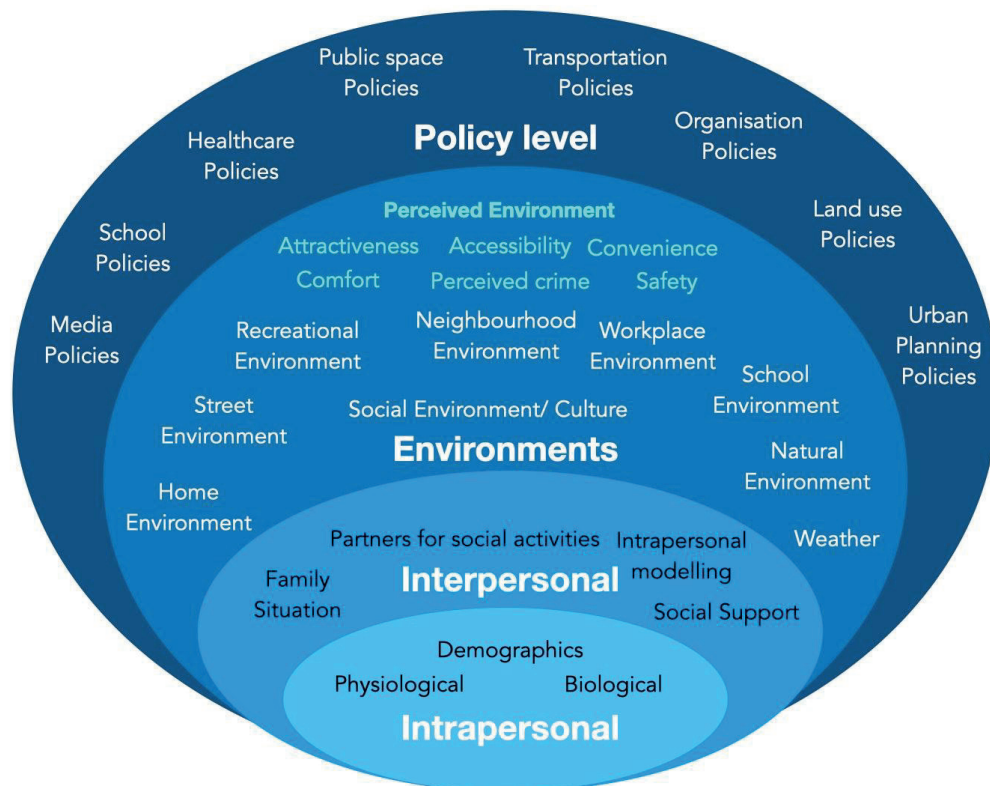 Public space
Policies
Transportation
Policies
Policy level
Healthcare
Policies
Organisation
Policies
School
Policies
Land use
Policies
Media
Policies
Urban
Planning
Policies
Perceived Environment
Attractiveness Accessibility Convenience
Comfort Perceived crime Safety
Recreational
Environment
Neighbourhood
Environment
Workplace
Environment
School
Environment
Street
Environment
Social Environment/ Culture
Environments
Natural
Environment
Home
Environment
Weather
Partners for social activities
Intrapersonal
modelling
Interpersonal
Family
Situation
Social Support
Demographics
Physiological Biological
Intrapersonal